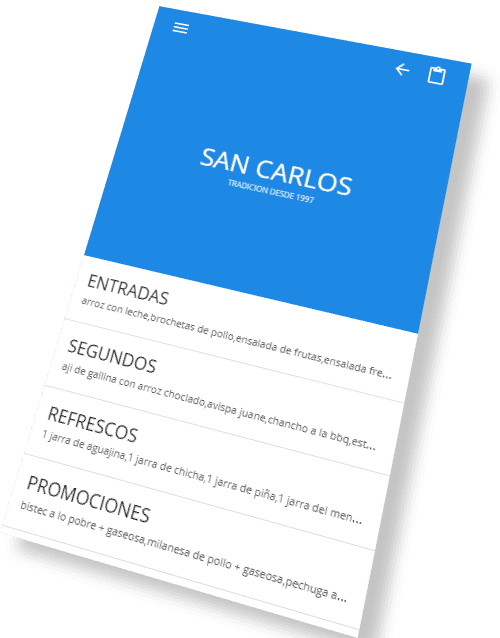 SAN CARLOS
TRADICION DESDE 1997
ENTRADAS
arroz con leche,brochetas de pollo,ensalada de frutas,ensalada fre...
SEGUNDOS
aji de gallina con arroz choclado,avispa juane,chancho a la bbq,est...
REFRESCOS
1 jarra de aguajina,1 jarra de chicha,1 jarra de piña,1 jarra del men...
PROMOCIONES
bistec a lo pobre + gaseosa,milanesa de pollo + gaseosa,pechuga a...